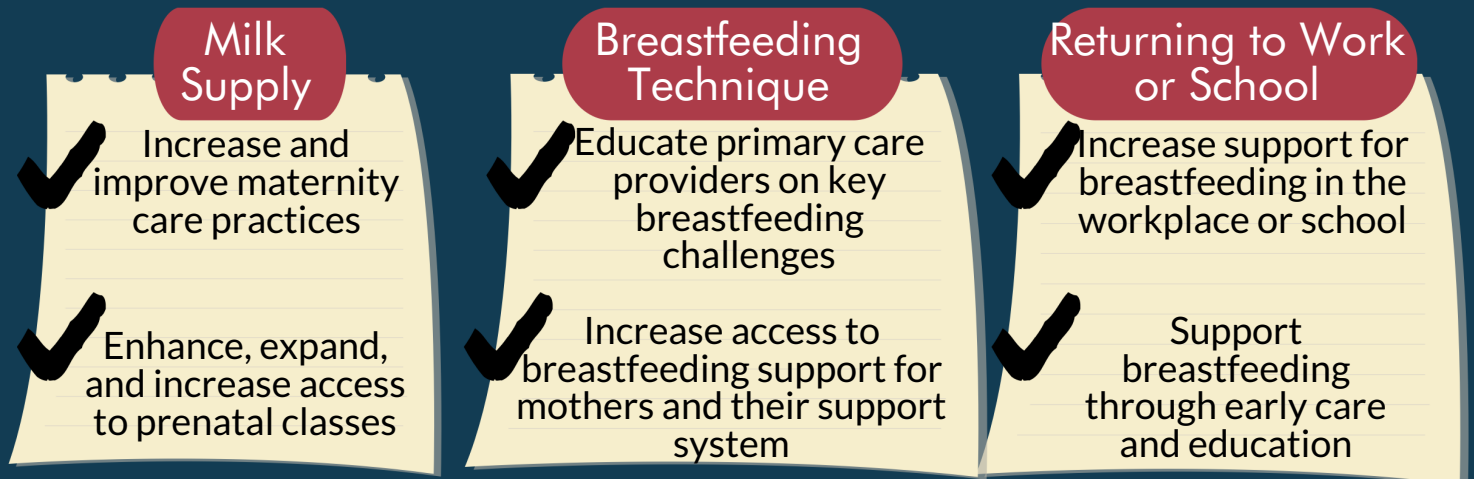 Milk
Supply
Increase and
improve maternity
care practices
Enhance, expand,
and increase access
to prenatal classes
Breastfeeding
Technique
Educate primary care
providers on key
breastfeeding
challenges
Increase access to
breastfeeding support for
mothers and their support
system
Returning to Work
or School
Increase support for
breastfeeding in the
workplace or school
Support
breastfeeding
through early care
and education